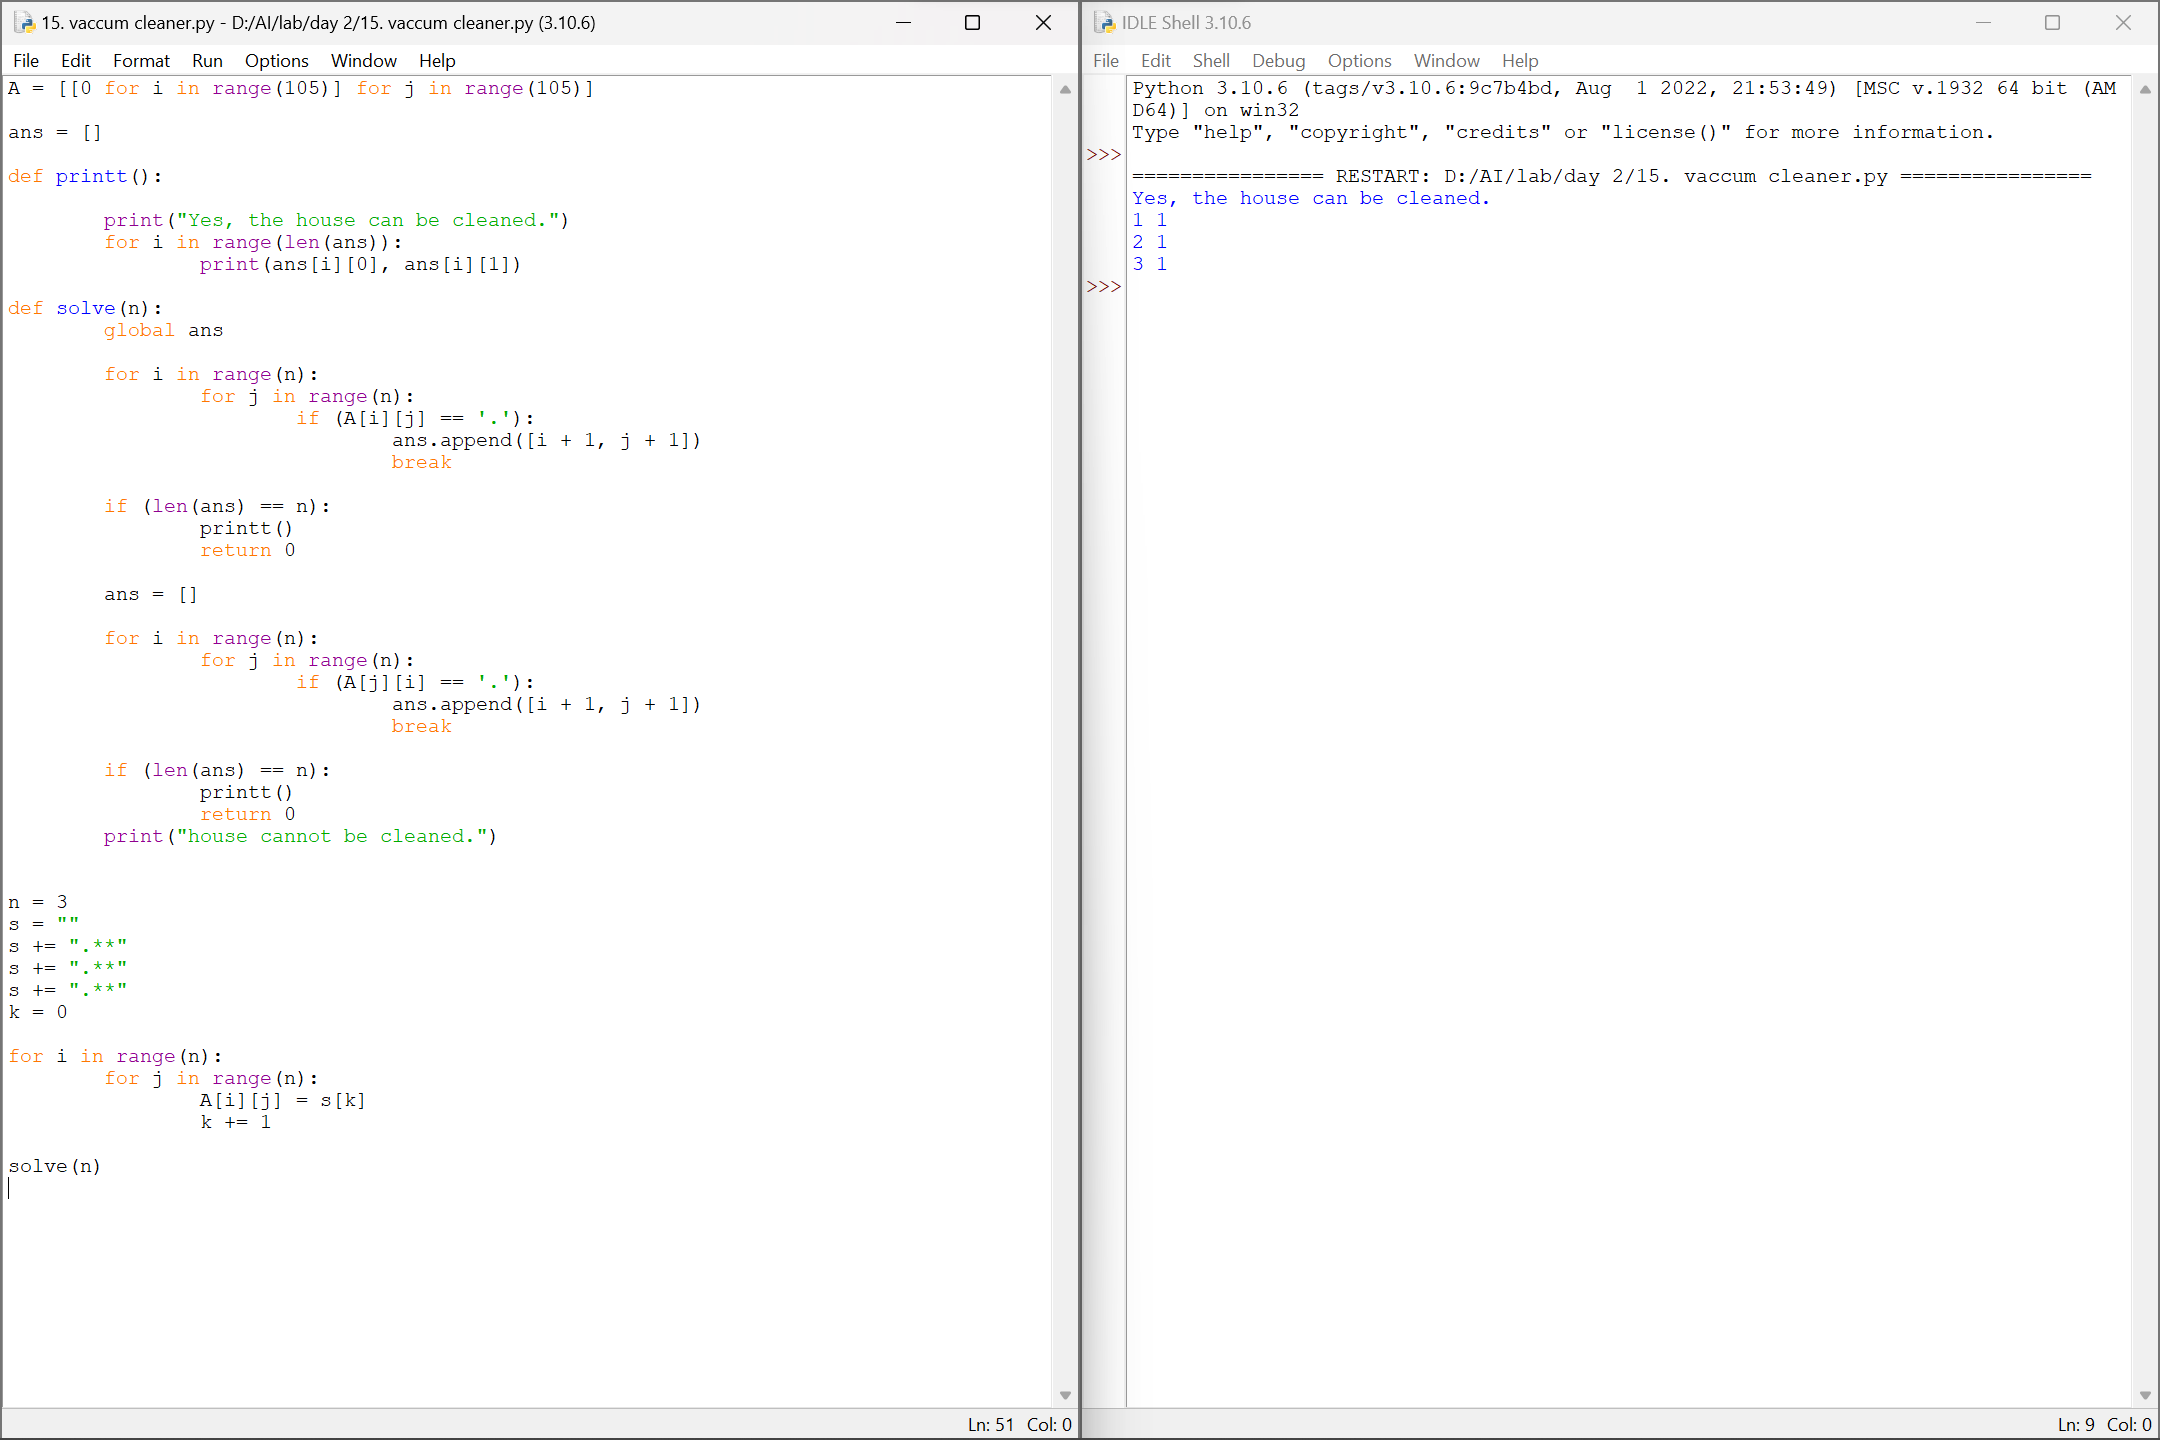 15. vaccum cleaner.py - D:/AI/lab/day 2/15. vaccum cleaner.py (3.10.6)
File Edit Format Run Options Window Help
A = [[0 for i in range(105)] for j in range(105)]
ans = []
def printt():
print("Yes, the house can be cleaned.")
for i in range(len(ans)):
print(ans[i][0], ans[i][1])
def solve(n):
global ans
for i in range(n):
for j in range(n):
if (A[i][j] == '.'):
ans.append([i + 1, j + 1])
break
if (len(ans) == n):
printt()
return 0
ans = []
for i in range(n):
for j in range(n):
if (A[j][i] == '.'):
ans.append([i + 1, j + 1])
break
if (len(ans) == n):
printt()
return 0
print("house cannot be cleaned.")
n = 3
s = ""
s += ".**"
s += ".**"
s += ".**"
k = 0
for i in range(n):
for j in range(n):
A[i][j] = s[k]
k += 1
solve(n)
Ln: 51 Col: 0
IDLE Shell 3.10.6
File Edit Shell Debug Options Window Help
Python 3.10.6 (tags/v3.10.6:9c7b4bd, Aug  1 2022, 21:53:49) [MSC v.1932 64 bit (AM
D64)] on win32
Type "help", "copyright", "credits" or "license()" for more information.
>>>
================ RESTART: D:/AI/lab/day 2/15. vaccum cleaner.py ================
Yes, the house can be cleaned.
1 1
2 1
3 1
>>>
Ln: 9 Col: 0